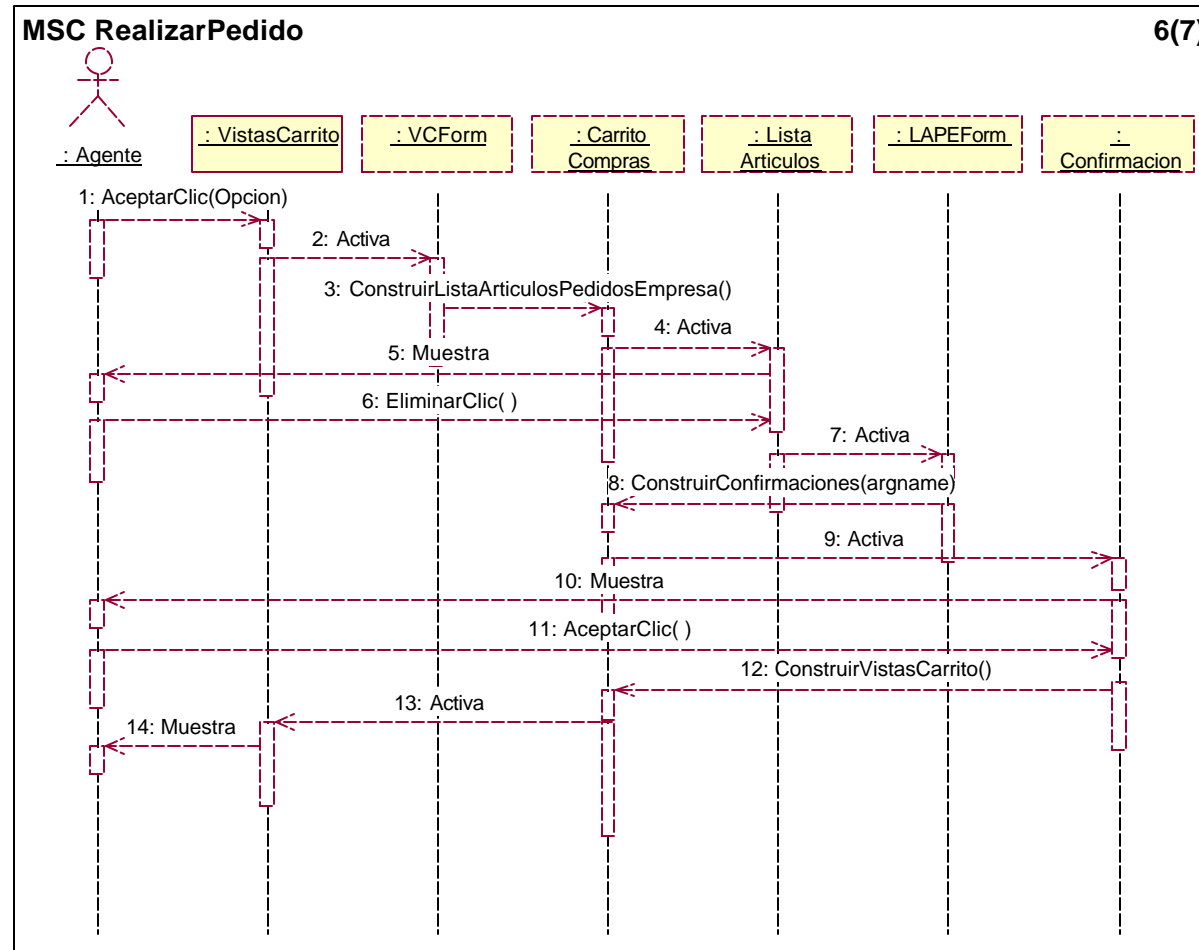 MSC RealizarPedido 6(7)
: VistasCarrito : VCForm : Carrito : Lista : LAPEForm :
: Agente Compras Articulos Confirmacion
1: AceptarClic(Opcion)
2: Activa
3: ConstruirListaArticulosPedidosEmpresa()
4: Activa
5: Muestra
6: EliminarClic( )
7: Activa
8: ConstruirConfirmaciones(argname)
9: Activa
10: Muestra
11: AceptarClic( )
12: ConstruirVistasCarrito()
13: Activa
14: Muestra